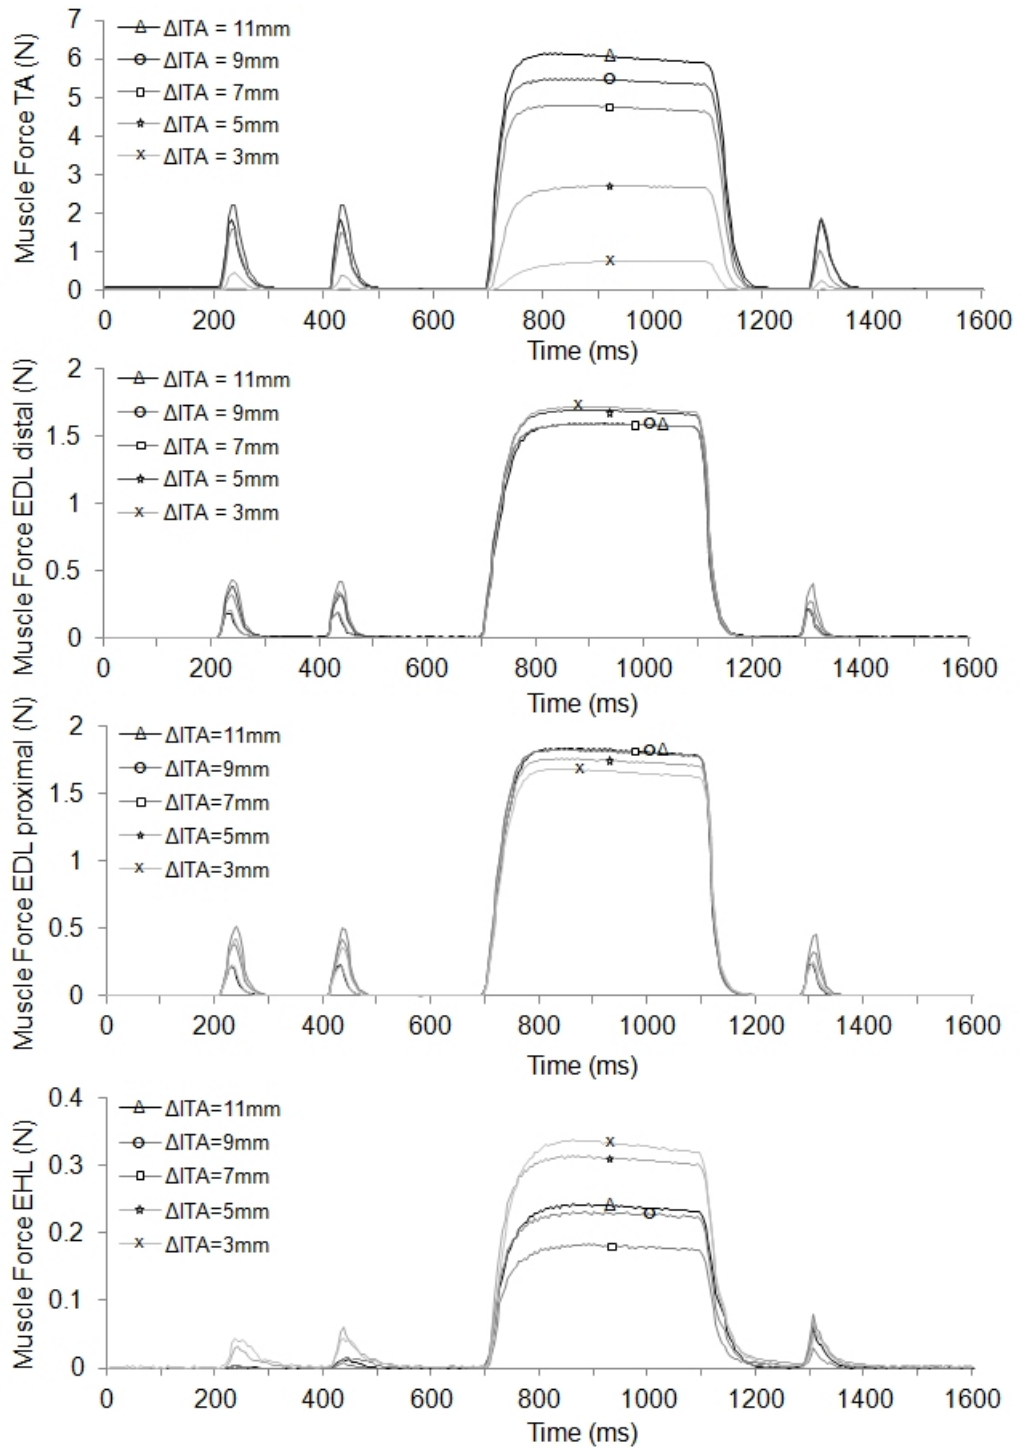 Muscle Force TA (N)
7
6
5
4
3
2
1
0
ΔITA = 11mm
ΔITA = 9mm
ΔITA = 7mm
ΔITA = 5mm
ΔITA = 3mm
0 200 400 600 800 1000 1200 1400 1600
Time (ms)
Muscle Force EDL distal (N)
2
1.5
1
0.5
0
ΔITA = 11mm
ΔITA = 9mm
ΔITA = 7mm
ΔITA = 5mm
ΔITA = 3mm
0 200 400 600 800 1000 1200 1400 1600
Time (ms)
Muscle Force EDL proximal (N)
2
1.5
1
0.5
0
ΔITA=11mm
ΔITA=9mm
ΔITA=7mm
ΔITA=5mm
ΔITA=3mm
0 200 400 600 800 1000 1200 1400 1600
Time (ms)
Muscle Force EHL (N)
0.4
0.3
0.2
0.1
0
ΔITA=11mm
ΔITA=9mm
ΔITA=7mm
ΔITA=5mm
ΔITA=3mm
0 200 400 600 800 1000 1200 1400 1600
Time (ms)